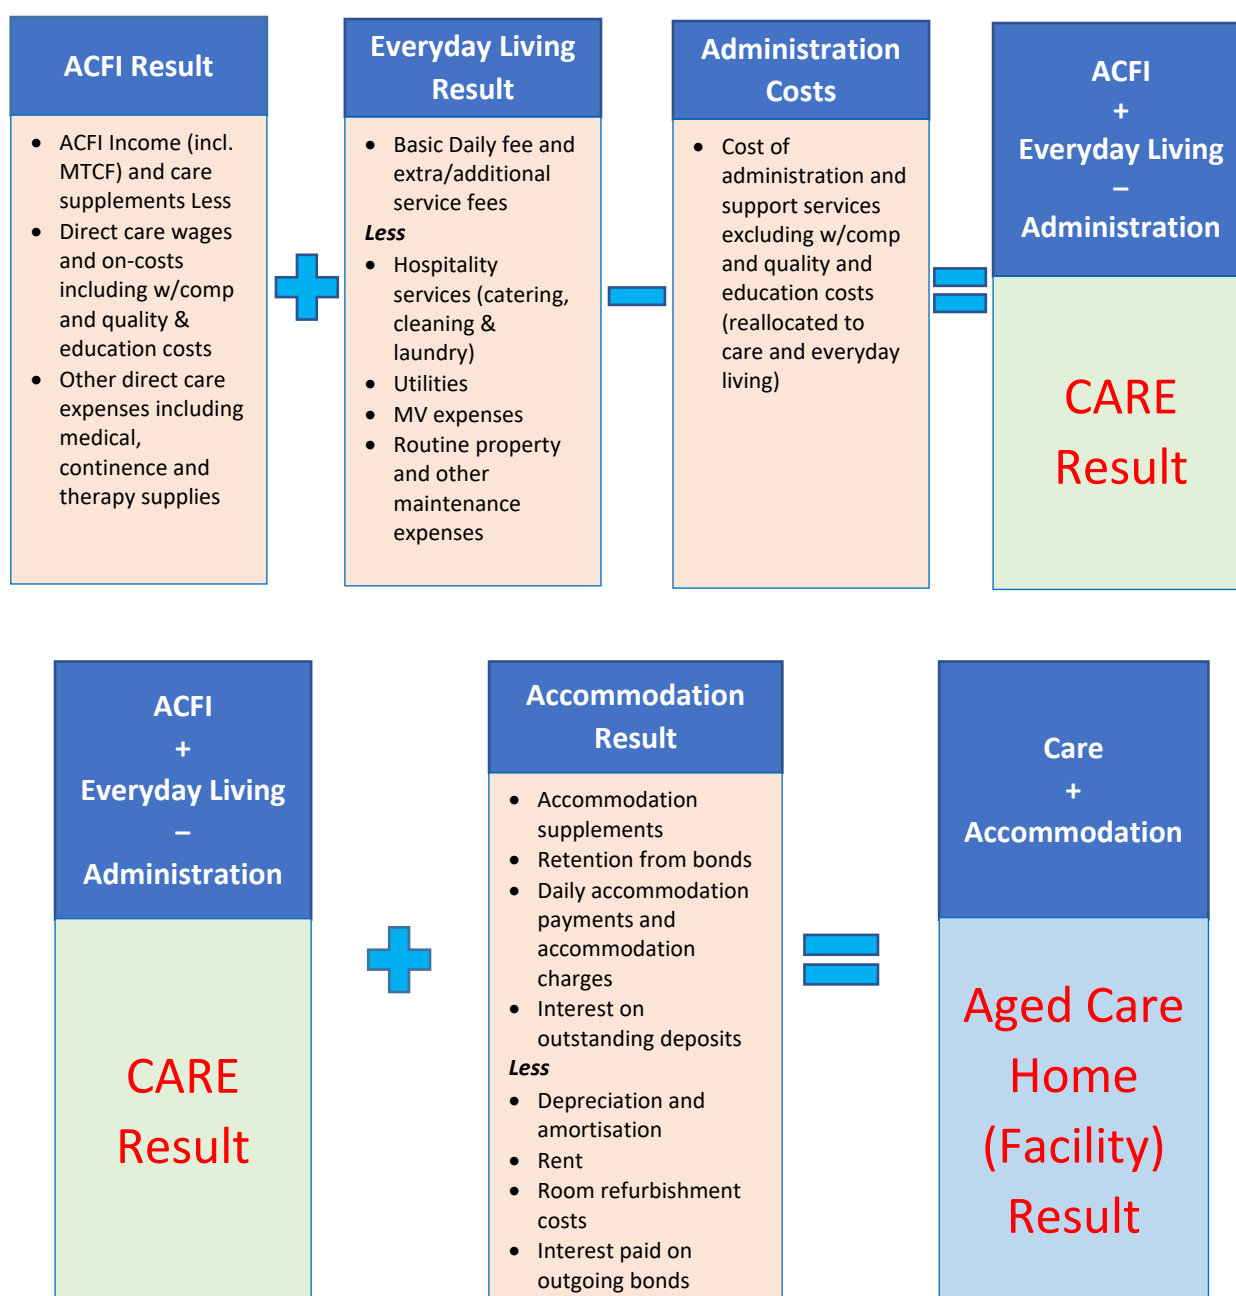 ACFI Result
• ACFI Income (incl.
MTCF) and care
supplements Less
• Direct care wages
and on-costs
including w/comp
and quality &
education costs
• Other direct care
expenses including
medical,
continence and
therapy supplies
Everyday Living
Result
• Basic Daily fee and
extra/additional
service fees
Less
• Hospitality
services (catering,
cleaning &
laundry)
• Utilities
• MV expenses
• Routine property
and other
maintenance
expenses
Administration
Costs
• Cost of
administration and
support services
excluding w/comp
and quality and
education costs
(reallocated to
care and everyday
living)
ACFI
+
Everyday Living
–
Administration
CARE
Result
ACFI
+
Everyday Living
–
Administration
CARE
Result
Accommodation
Result
• Accommodation
supplements
• Retention from bonds
• Daily accommodation
payments and
accommodation
charges
• Interest on
outstanding deposits
Less
• Depreciation and
amortisation
• Rent
• Room refurbishment
costs
• Interest paid on
outgoing bonds
Care
+
Accommodation
Aged Care
Home
(Facility)
Result